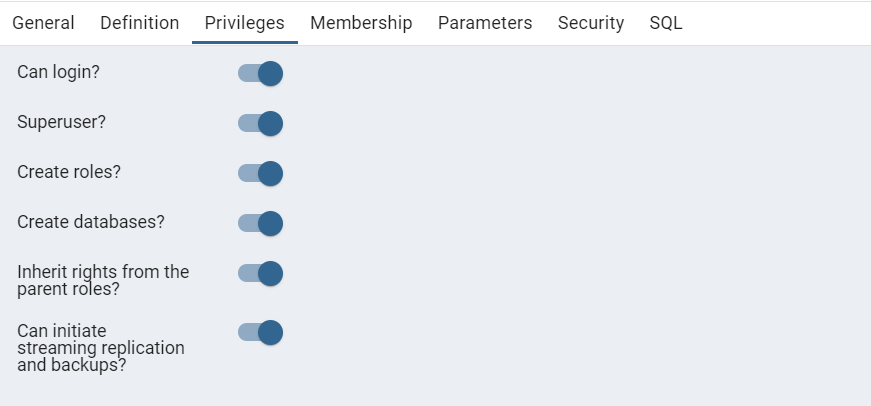 General Definition Privileges Membership Parameters Security SQL
Can login?
Superuser?
Create roles?
Create databases?
Inherit rights from the
parent roles?
Can initiate
streaming replication
and backups?